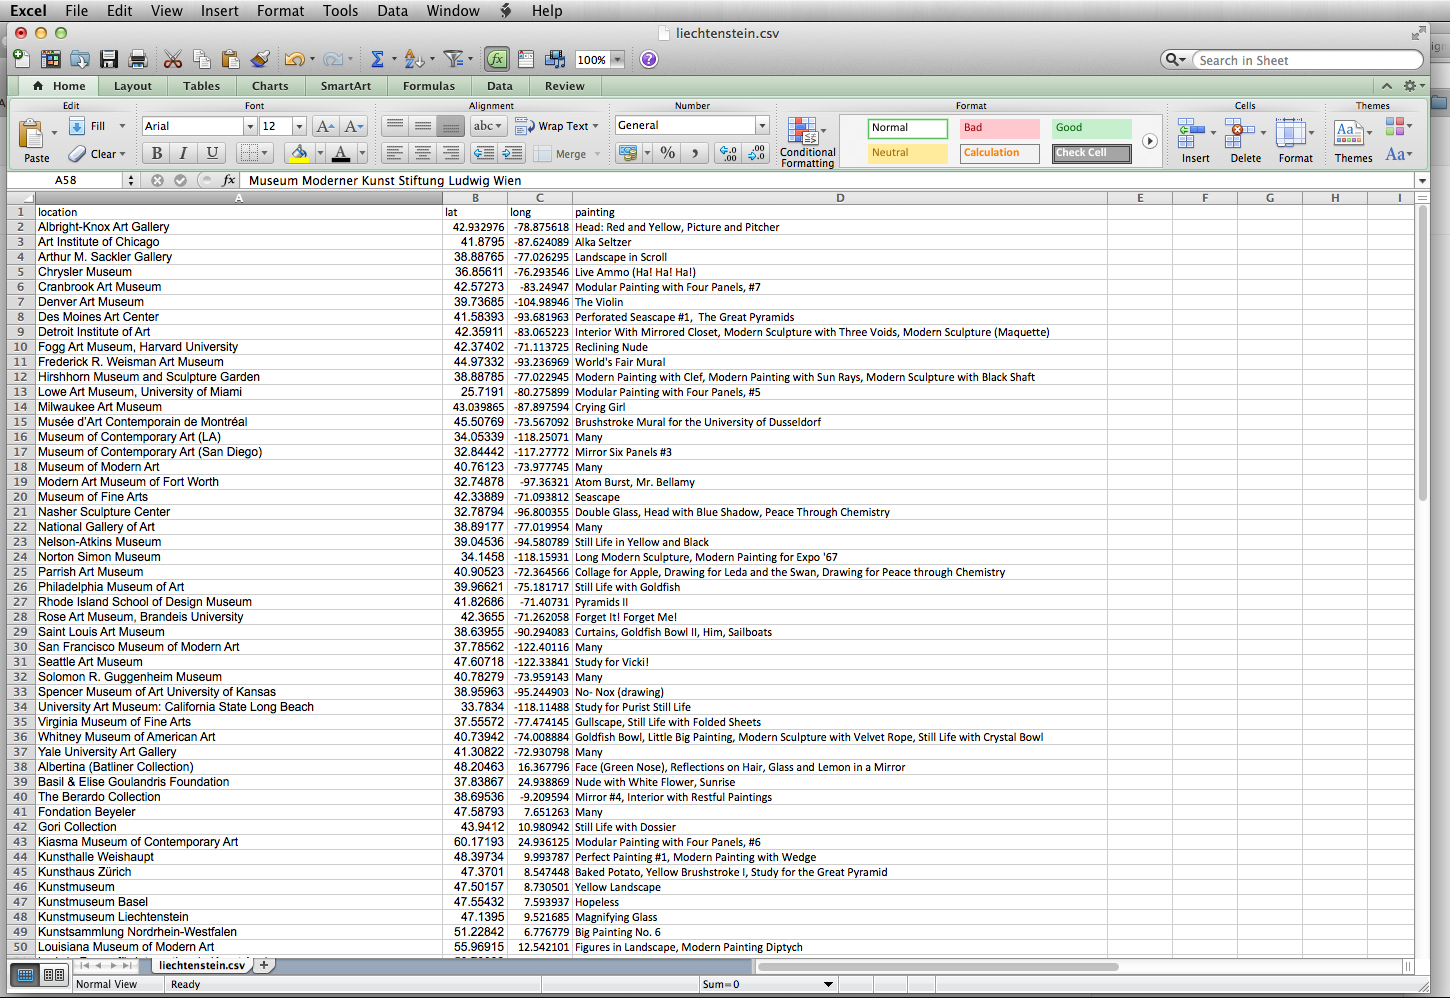 Excel File Edit View Insert Format Tools Data Window Help
liechtenstein.csv
100% Search in Sheet
Home Layout Tables Charts SmartArt Formulas Data Review
Edit Font Alignment Number Format Cells Themes
Fill Arial 12 A A abc Wrap Text General Normal Bad Good
Paste Clear B I U A Merge % Conditional Formatting Neutral Calculation Check Cell Insert Delete Format Themes Aa
A58 fx Museum Moderner Kunst Stiftung Ludwig Wien
A B C D E F G H I
1 location lat long painting
2 Albright-Knox Art Gallery 42.932976 -78.875618 Head: Red and Yellow, Picture and Pitcher
3 Art Institute of Chicago 41.8795 -87.624089 Alka Seltzer
4 Arthur M. Sackler Gallery 38.88765 -77.026295 Landscape in Scroll
5 Chrysler Museum 36.85611 -76.293546 Live Ammo (Ha! Ha! Ha!)
6 Cranbrook Art Museum 42.57273 -83.24947 Modular Painting with Four Panels, #7
7 Denver Art Museum 39.73685 -104.98946 The Violin
8 Des Moines Art Center 41.58393 -93.681963 Perforated Seascape #1, The Great Pyramids
9 Detroit Institute of Art 42.35911 -83.065223 Interior With Mirrored Closet, Modern Sculpture with Three Voids, Modern Sculpture (Maquette)
10 Fogg Art Museum, Harvard University 42.37402 -71.113725 Reclining Nude
11 Frederick R. Weisman Art Museum 44.97332 -93.236969 World's Fair Mural
12 Hirshhorn Museum and Sculpture Garden 38.88785 -77.022945 Modern Painting with Clef, Modern Painting with Sun Rays, Modern Sculpture with Black Shaft
13 Lowe Art Museum, University of Miami 25.7191 -80.275899 Modular Painting with Four Panels, #5
14 Milwaukee Art Museum 43.039865 -87.897594 Crying Girl
15 Musée d'Art Contemporain de Montréal 45.50769 -73.567092 Brushstroke Mural for the University of Dusseldorf
16 Museum of Contemporary Art (LA) 34.05339 -118.25071 Many
17 Museum of Contemporary Art (San Diego) 32.84442 -117.27772 Mirror Six Panels #3
18 Museum of Modern Art 40.76123 -73.977745 Many
19 Modern Art Museum of Fort Worth 32.74878 -97.36321 Atom Burst, Mr. Bellamy
20 Museum of Fine Arts 42.33889 -71.093812 Seascape
21 Nasher Sculpture Center 32.78794 -96.800355 Double Glass, Head with Blue Shadow, Peace Through Chemistry
22 National Gallery of Art 38.89177 -77.019954 Many
23 Nelson-Atkins Museum 39.04536 -94.580789 Still Life in Yellow and Black
24 Norton Simon Museum 34.1458 -118.15931 Long Modern Sculpture, Modern Painting for Expo '67
25 Parrish Art Museum 40.90523 -72.364566 Collage for Apple, Drawing for Leda and the Swan, Drawing for Peace through Chemistry
26 Philadelphia Museum of Art 39.96621 -75.181717 Still Life with Goldfish
27 Rhode Island School of Design Museum 41.82686 -71.40731 Pyramids II
28 Rose Art Museum, Brandeis University 42.3655 -71.262058 Forget It! Forget Me!
29 Saint Louis Art Museum 38.63955 -90.294083 Curtains, Goldfish Bowl II, Him, Sailboats
30 San Francisco Museum of Modern Art 37.78562 -122.40116 Many
31 Seattle Art Museum 47.60718 -122.33841 Study for Vicki!
32 Solomon R. Guggenheim Museum 40.78279 -73.959143 Many
33 Spencer Museum of Art University of Kansas 38.95963 -95.244903 No- Nox (drawing)
34 University Art Museum: California State Long Beach 33.7834 -118.11488 Study for Purist Still Life
35 Virginia Museum of Fine Arts 37.55572 -77.474145 Gullscape, Still Life with Folded Sheets
36 Whitney Museum of American Art 40.73942 -74.008884 Goldfish Bowl, Little Big Painting, Modern Sculpture with Velvet Rope, Still Life with Crystal Bowl
37 Yale University Art Gallery 41.30822 -72.930798 Many
38 Albertina (Batliner Collection) 48.20463 16.367796 Face (Green Nose), Reflections on Hair, Glass and Lemon in a Mirror
39 Basil & Elise Goulandris Foundation 37.83867 24.938869 Nude with White Flower, Sunrise
40 The Berardo Collection 38.69536 -9.209594 Mirror #4, Interior with Restful Paintings
41 Fondation Beyeler 47.58793 7.651263 Many
42 Gori Collection 43.9412 10.980942 Still Life with Dossier
43 Kiasma Museum of Contemporary Art 60.17193 24.936125 Modular Painting with Four Panels, #6
44 Kunsthalle Weishaupt 48.39734 9.993787 Perfect Painting #1, Modern Painting with Wedge
45 Kunsthaus Zürich 47.3701 8.547448 Baked Potato, Yellow Brushstroke I, Study for the Great Pyramid
46 Kunstmuseum 47.50157 8.730501 Yellow Landscape
47 Kunstmuseum Basel 47.55432 7.593937 Hopeless
48 Kunstmuseum Liechtenstein 47.1395 9.521685 Magnifying Glass
49 Kunstsammlung Nordrhein-Westfalen 51.22842 6.776779 Big Painting No. 6
50 Louisiana Museum of Modern Art 55.96915 12.542101 Figures in Landscape, Modern Painting Diptych
liechtenstein.csv
Normal View Ready Sum=0